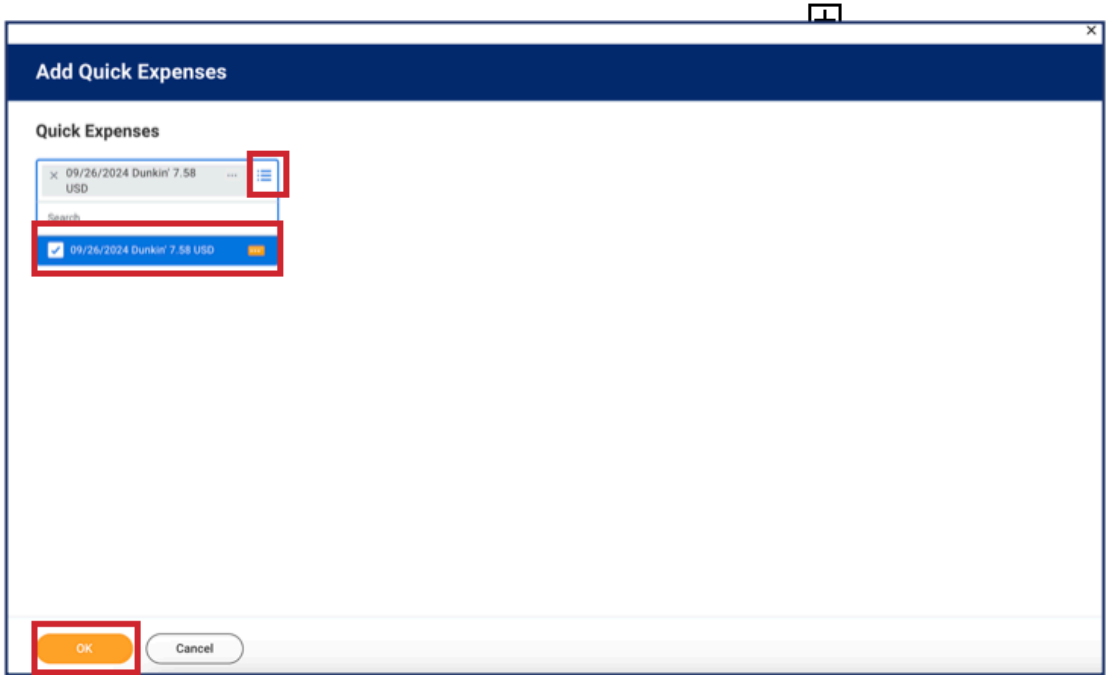 Add Quick Expenses
Quick Expenses
× 09/26/2024 Dunkin' 7.58 ...
USD
Search
09/26/2024 Dunkin' 7.58 USD
OK Cancel